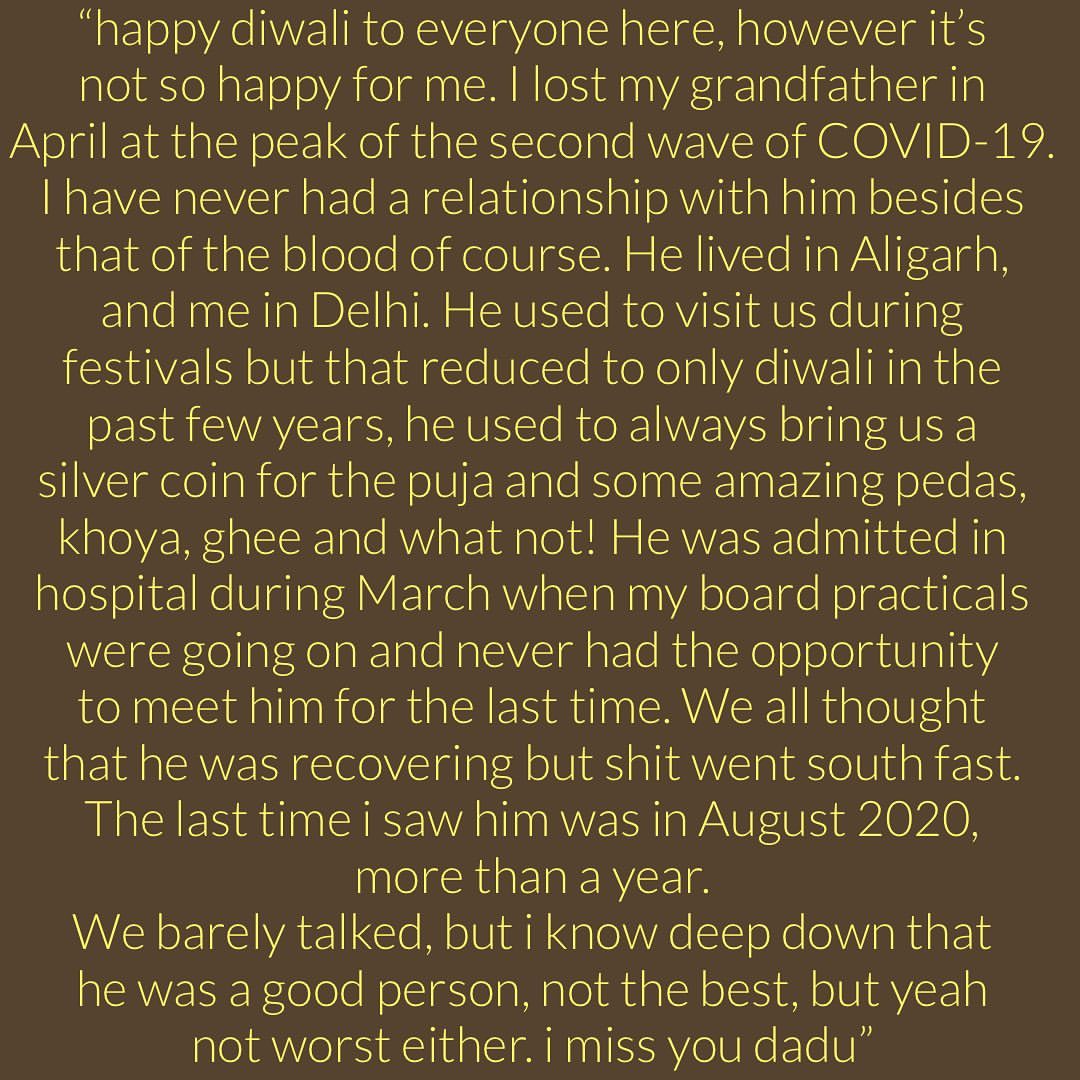 “happy diwali to everyone here, however it’s
not so happy for me. I lost my grandfather in
April at the peak of the second wave of COVID-19.
I have never had a relationship with him besides
that of the blood of course. He lived in Aligarh,
and me in Delhi. He used to visit us during
festivals but that reduced to only diwali in the
past few years, he used to always bring us a
silver coin for the puja and some amazing pedas,
khoya, ghee and what not! He was admitted in
hospital during March when my board practicals
were going on and never had the opportunity
to meet him for the last time. We all thought
that he was recovering but shit went south fast.
The last time i saw him was in August 2020,
more than a year.
We barely talked, but i know deep down that
he was a good person, not the best, but yeah
not worst either. i miss you dadu”